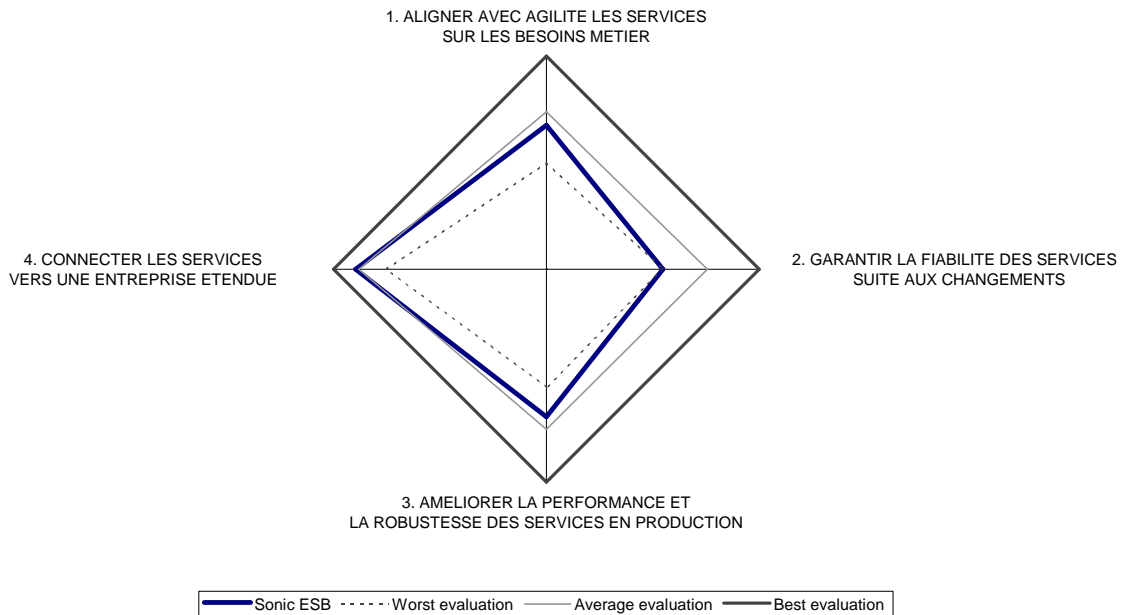 1. ALIGNER AVEC AGILITE LES SERVICES
SUR LES BESOINS METIER
4. CONNECTER LES SERVICES
VERS UNE ENTREPRISE ETENDUE
2. GARANTIR LA FIABILITE DES SERVICES
SUITE AUX CHANGEMENTS
3. AMELIORER LA PERFORMANCE ET
LA ROBUSTESSE DES SERVICES EN PRODUCTION
Sonic ESB Worst evaluation Average evaluation Best evaluation